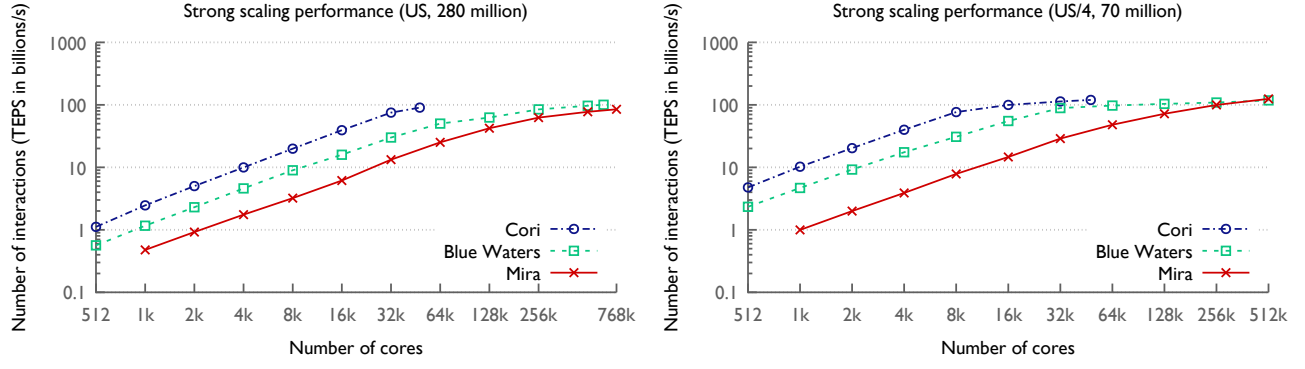 Strong scaling performance (US, 280 million)
Number of interactions (TEPS in billions/s)
1000
100
10
1
0.1
Cori
Blue Waters
Mira
512 1k 2k 4k 8k 16k 32k 64k 128k 256k 768k
Number of cores
Strong scaling performance (US/4, 70 million)
Number of interactions (TEPS in billions/s)
1000
100
10
1
0.1
Cori
Blue Waters
Mira
512 1k 2k 4k 8k 16k 32k 64k 128k 256k 512k
Number of cores